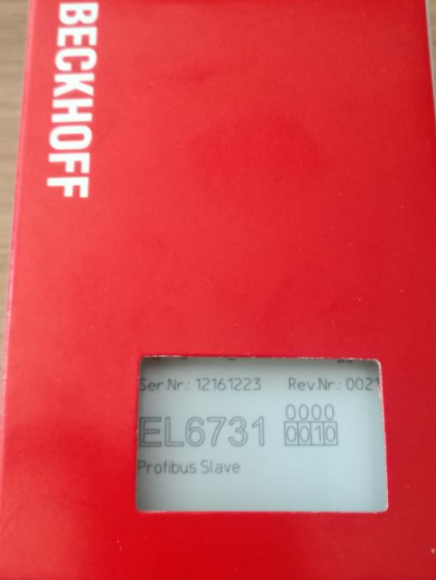 BECKHOFF
Ser.Nr.: 12161223 Rev.Nr.: 0021
EL6731 0000
0010
Profibus Slave